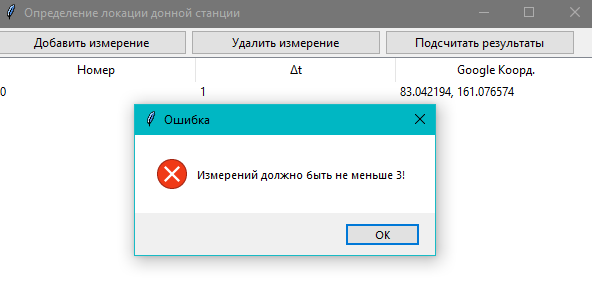 Определение локации донной станции
Добавить измерение Удалить измерение Подсчитать результаты
Номер Δt Google Коорд.
0 1 83.042194, 161.076574
Ошибка
Измерений должно быть не меньше 3!
OK